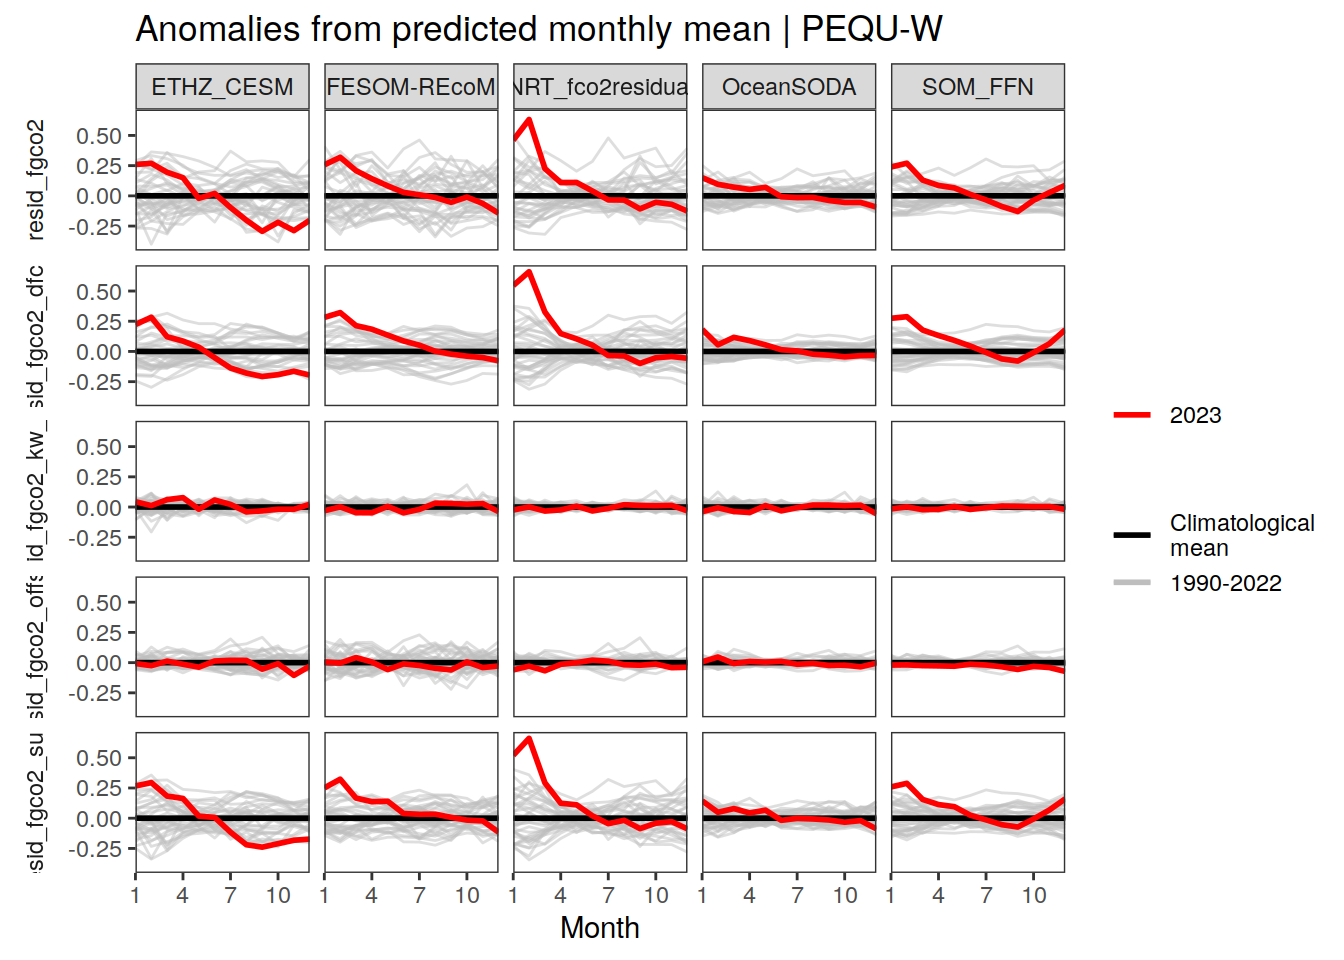 Anomalies from predicted monthly mean | PEQU-W
ETHZ_CESM FESOM-REcoM NRT_fco2residua OceanSODA SOM_FFN
resid_fgco2
0.50
0.25
0.00
-0.25
sid_fgco2_dfc
0.50
0.25
0.00
-0.25
id_fgco2_kw_
0.50
0.25
0.00
-0.25
sid_fgco2_offs
0.50
0.25
0.00
-0.25
sid_fgco2_su
0.50
0.25
0.00
-0.25
1 4 7 10 1 4 7 10 1 4 7 10 1 4 7 10 1 4 7 10
Month
2023
Climatological
mean
1990-2022